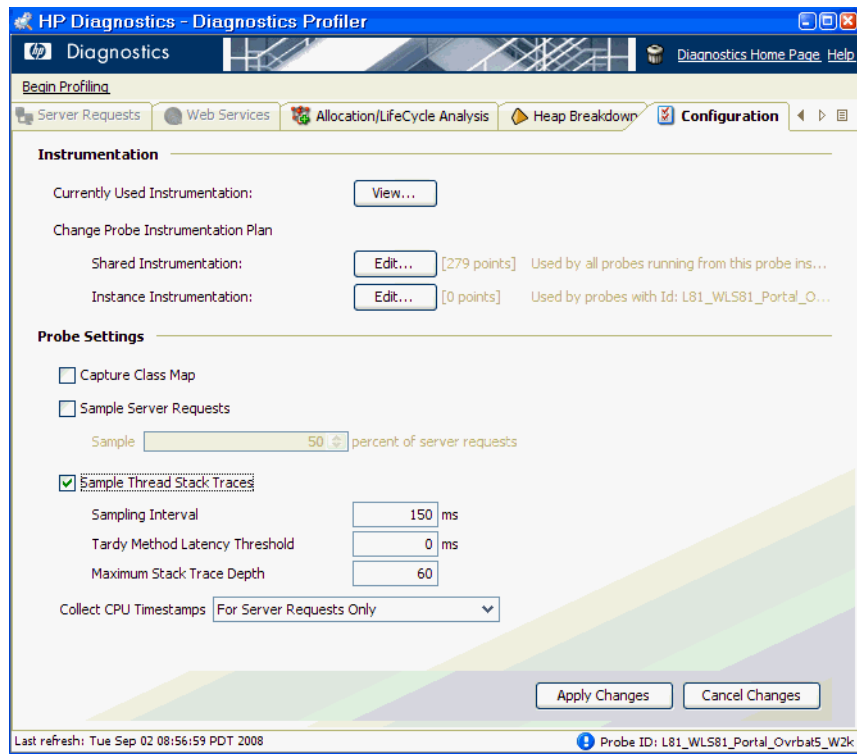 HP Diagnostics - Diagnostics Profiler
hp Diagnostics Diagnostics Home Page Help
Begin Profiling
Server Requests Web Services Allocation/LifeCycle Analysis Heap Breakdown Configuration
Instrumentation
Currently Used Instrumentation: View...
Change Probe Instrumentation Plan
Shared Instrumentation: Edit... [279 points] Used by all probes running from this probe ins...
Instance Instrumentation: Edit... [0 points] Used by probes with Id: L81_WLS81_Portal_O...
Probe Settings
Capture Class Map
Sample Server Requests
Sample 50 percent of server requests
Sample Thread Stack Traces
Sampling Interval 150 ms
Tardy Method Latency Threshold 0 ms
Maximum Stack Trace Depth 60
Collect CPU Timestamps For Server Requests Only
Apply Changes Cancel Changes
Last refresh: Tue Sep 02 08:56:59 PDT 2008 Probe ID: L81_WLS81_Portal_Ovrbat5_W2k